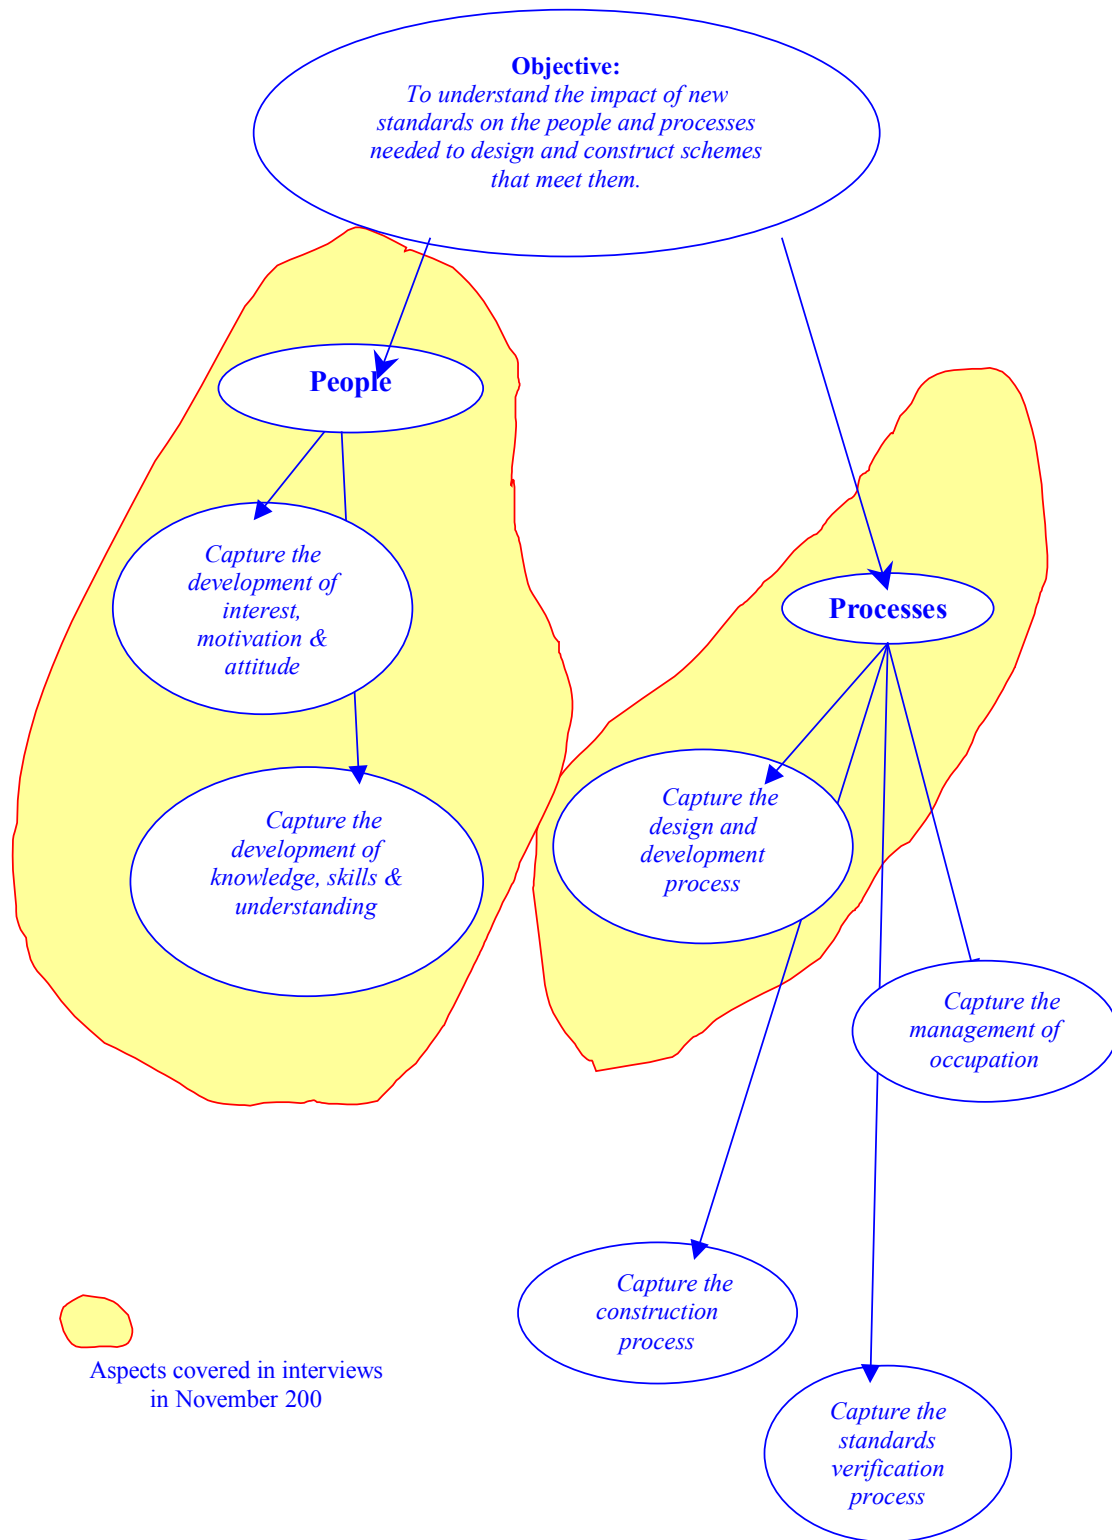 Objective:
To understand the impact of new
standards on the people and processes
needed to design and construct schemes
that meet them.
People
Capture the
development of
interest,
motivation &
attitude
Processes
Capture the
development of
knowledge, skills &
understanding
Capture the
design and
development
process
Capture the
management of
occupation
Capture the
construction
process
Aspects covered in interviews
in November 200
Capture the
standards
verification
process